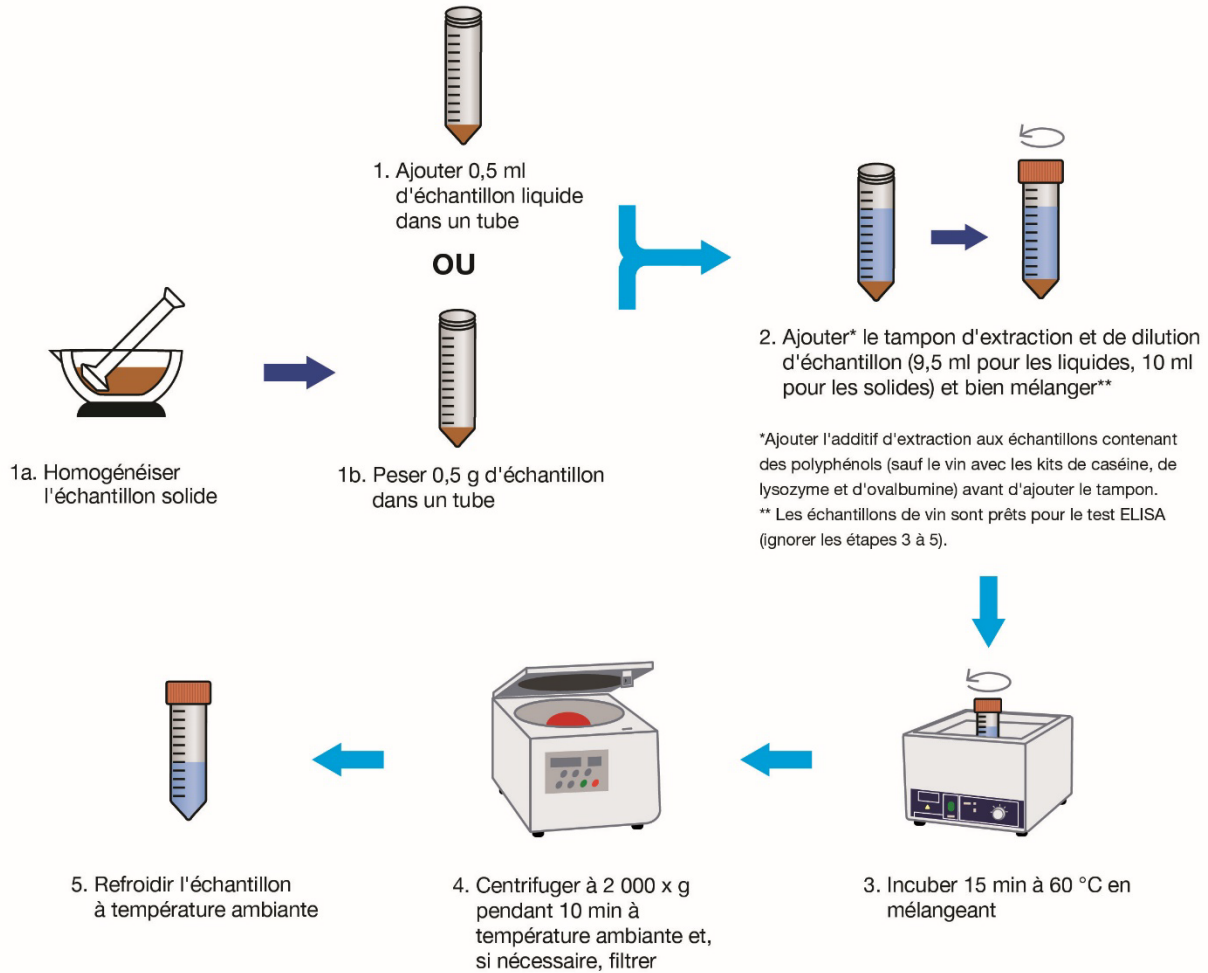 1. Ajouter 0,5 ml
d'échantillon liquide
dans un tube
OU
1a. Homogénéiser
l'échantillon solide
1b. Peser 0,5 g d'échantillon
dans un tube
2. Ajouter* le tampon d'extraction et de dilution
d'échantillon (9,5 ml pour les liquides, 10 ml
pour les solides) et bien mélanger**
*Ajouter l'additif d'extraction aux échantillons contenant
des polyphénols (sauf le vin avec les kits de caséine, de
lysozyme et d'ovalbumine) avant d'ajouter le tampon.
** Les échantillons de vin sont prêts pour le test ELISA
(ignorer les étapes 3 à 5).
3. Incuber 15 min à 60 °C en
mélangeant
4. Centrifuger à 2 000 x g
pendant 10 min à
température ambiante et,
si nécessaire, filtrer
5. Refroidir l'échantillon
à température ambiante